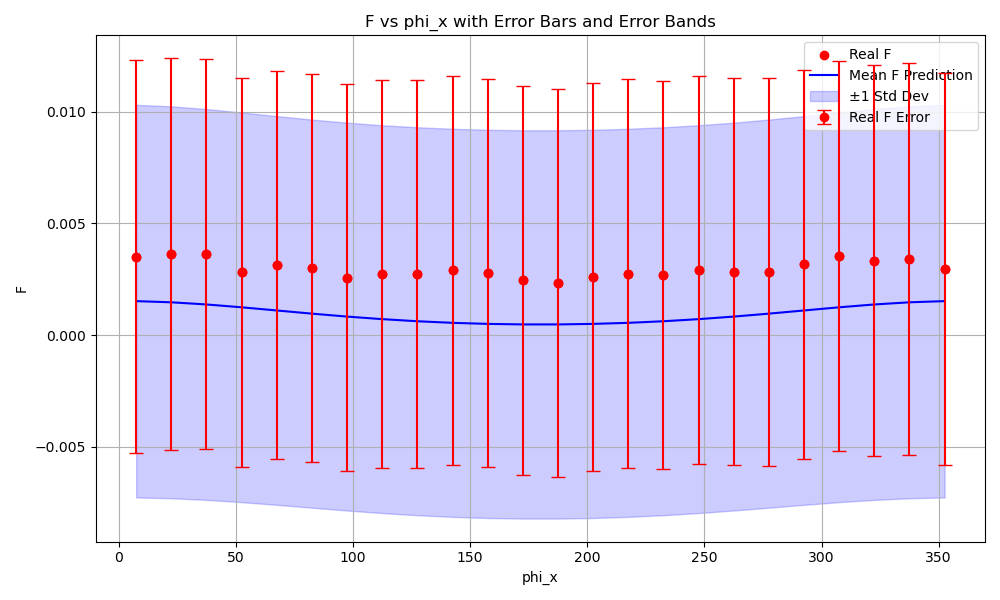 F vs phi_x with Error Bars and Error Bands
Real F
Mean F Prediction
±1 Std Dev
Real F Error
F
0.010
0.005
0.000
−0.005
0
50
100
150
200
250
300
350
phi_x